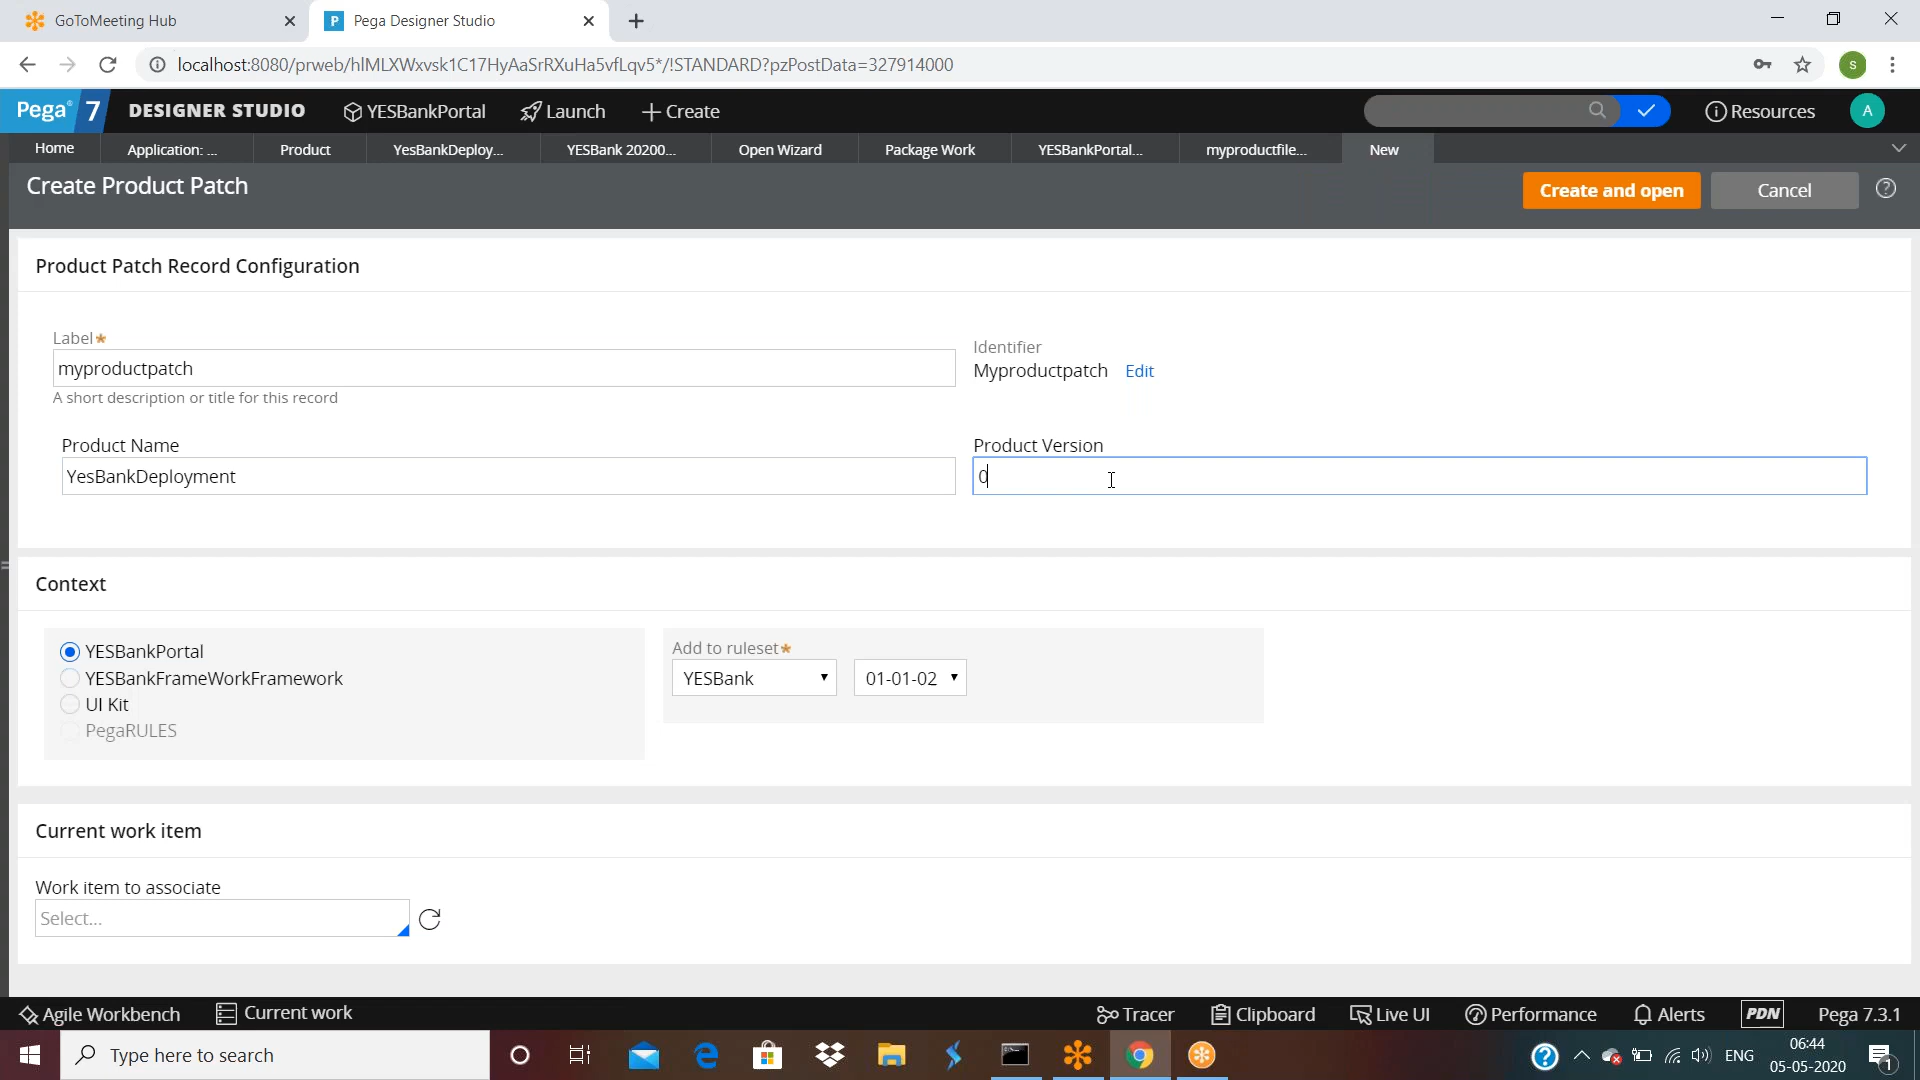 GoToMeeting Hub
Pega Designer Studio
localhost:8080/prweb/hIMLXWxvsk1C17HyAaSrRXuHa5vfLqv5*/!STANDARD?pzPostData=327914000
S
Pega 7 DESIGNER STUDIO YESBankPortal Launch Create Resources A
Home Application: ... Product YesBankDeploy... YESBank 20200... Open Wizard Package Work YESBankPortal... myproductfile... New
Create Product Patch Create and open Cancel
Product Patch Record Configuration
Label*
myproductpatch
A short description or title for this record
Identifier
Myproductpatch Edit
Product Name Product Version
YesBankDeployment 0
Context
YESBankPortal
YESBankFrameWorkFramework
UI Kit
PegaRULES
Add to ruleset*
YESBank 01-01-02
Current work item
Work item to associate
Select...
Agile Workbench Current work Tracer Clipboard Live UI Performance Alerts PDN Pega 7.3.1
Type here to search ENG 06:44
05-05-2020
1